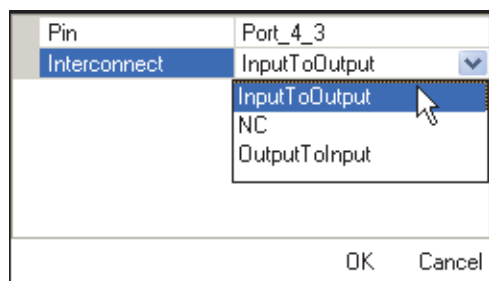 Pin Port_4_3
Interconnect InputToOutput
InputToOutput
NC
OutputToInput
OK Cancel